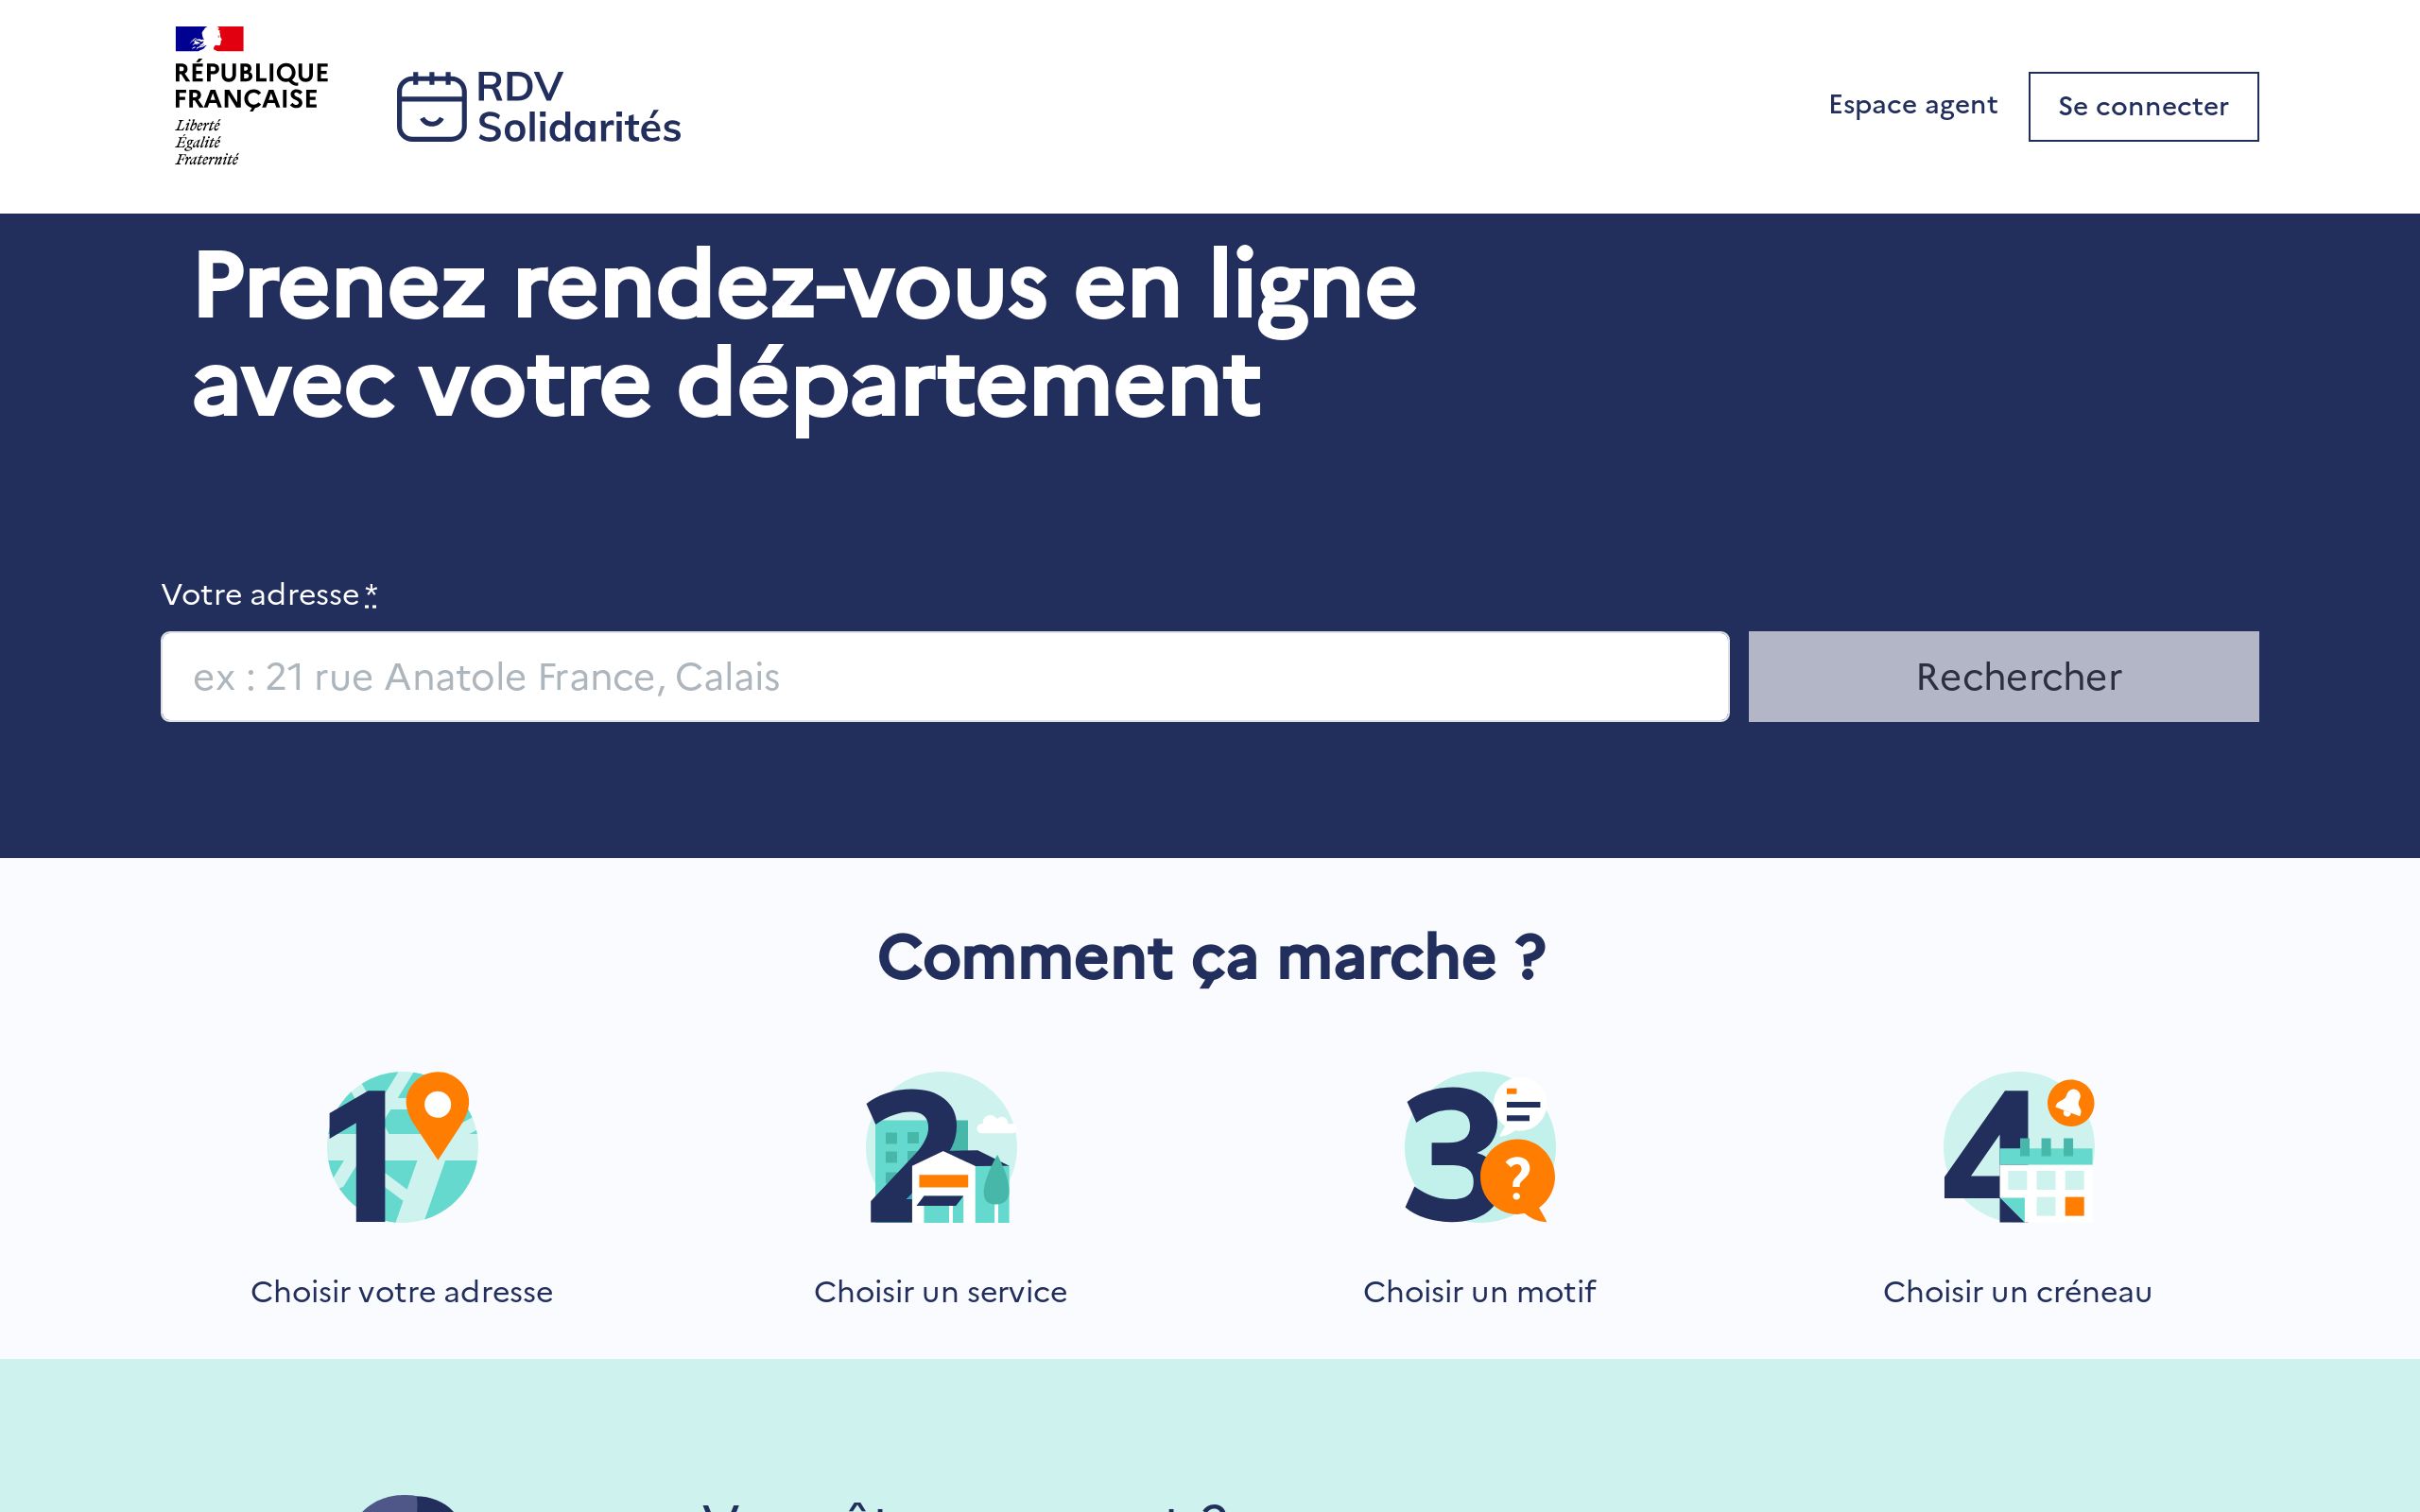 RÉPUBLIQUE
FRANÇAISE
Liberté
Égalité
Fraternité
RDV
Solidarités
Espace agent
Se connecter
Prenez rendez-vous en ligne
avec votre département
Votre adresse *
ex : 21 rue Anatole France, Calais
Rechercher
Comment ça marche ?
1
2
3
?
4
Choisir votre adresse
Choisir un service
Choisir un motif
Choisir un créneau